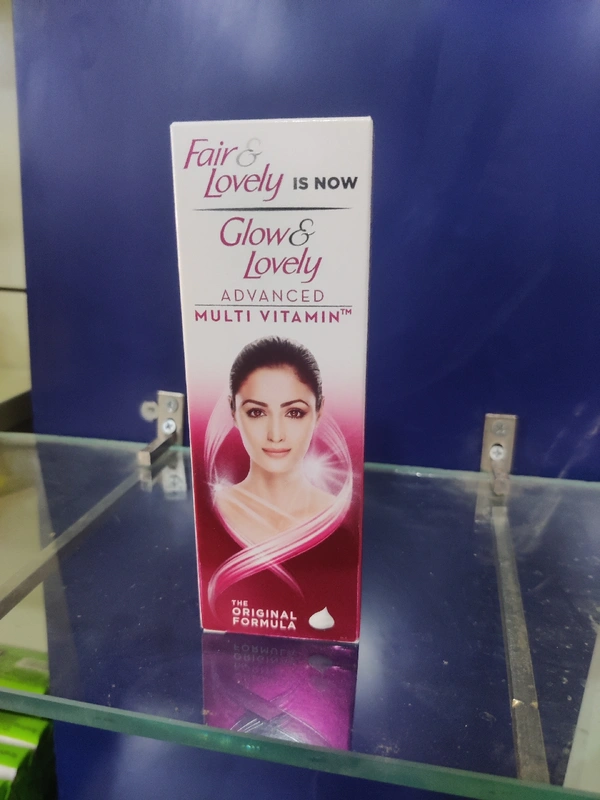 Fair &
Lovely IS NOW
Glow &
Lovely
ADVANCED
MULTI VITAMIN™
THE
ORIGINAL
FORMULA